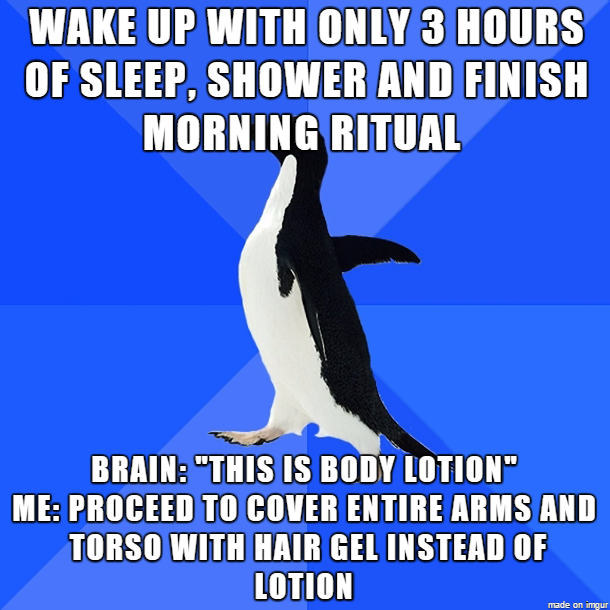 WAKE UP WITH ONLY 3 HOURS
OF SLEEP, SHOWER AND FINISH
MORNING RITUAL
BRAIN: "THIS IS BODY LOTION"
ME: PROCEED TO COVER ENTIRE ARMS AND
TORSO WITH HAIR GEL INSTEAD OF
LOTION
made on imgur